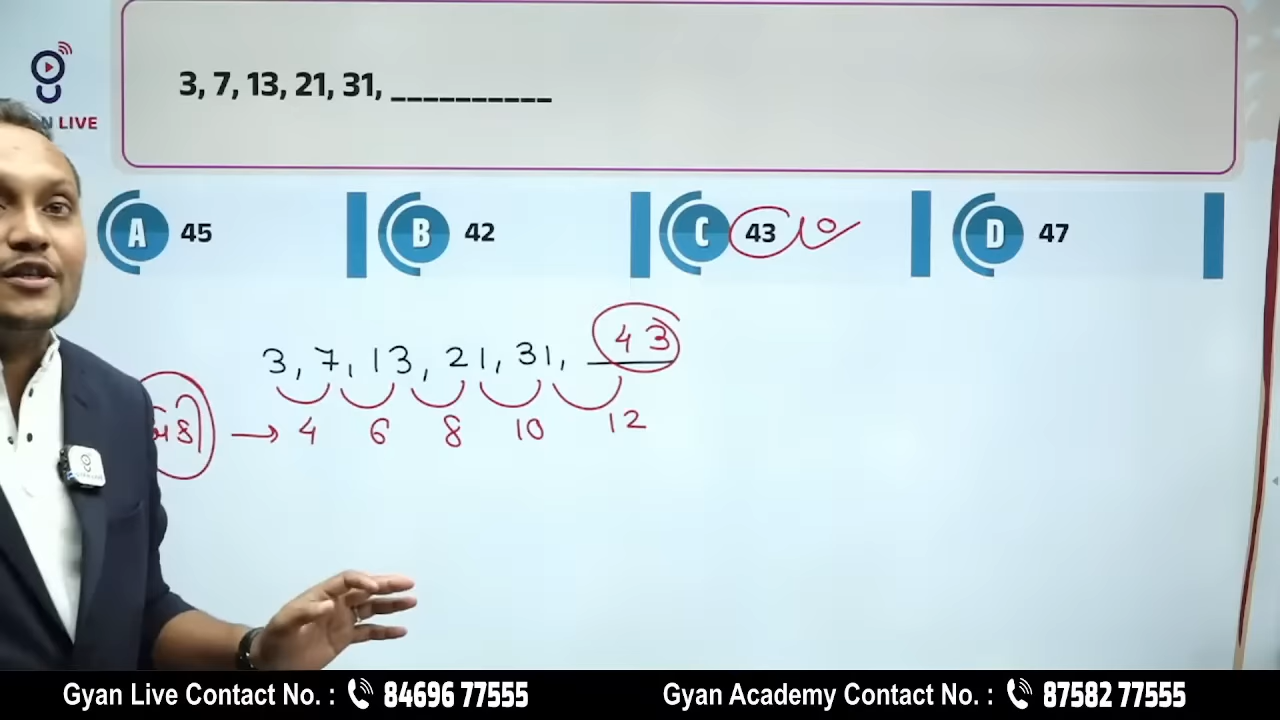 3, 7, 13, 21, 31, __________
LIVE
A 45
B 42
C 43
D 47
3, 7, 13, 21, 31, 43
→ 4 6 8 10 12
Gyan Live Contact No. : 84696 77555
Gyan Academy Contact No. : 87582 77555